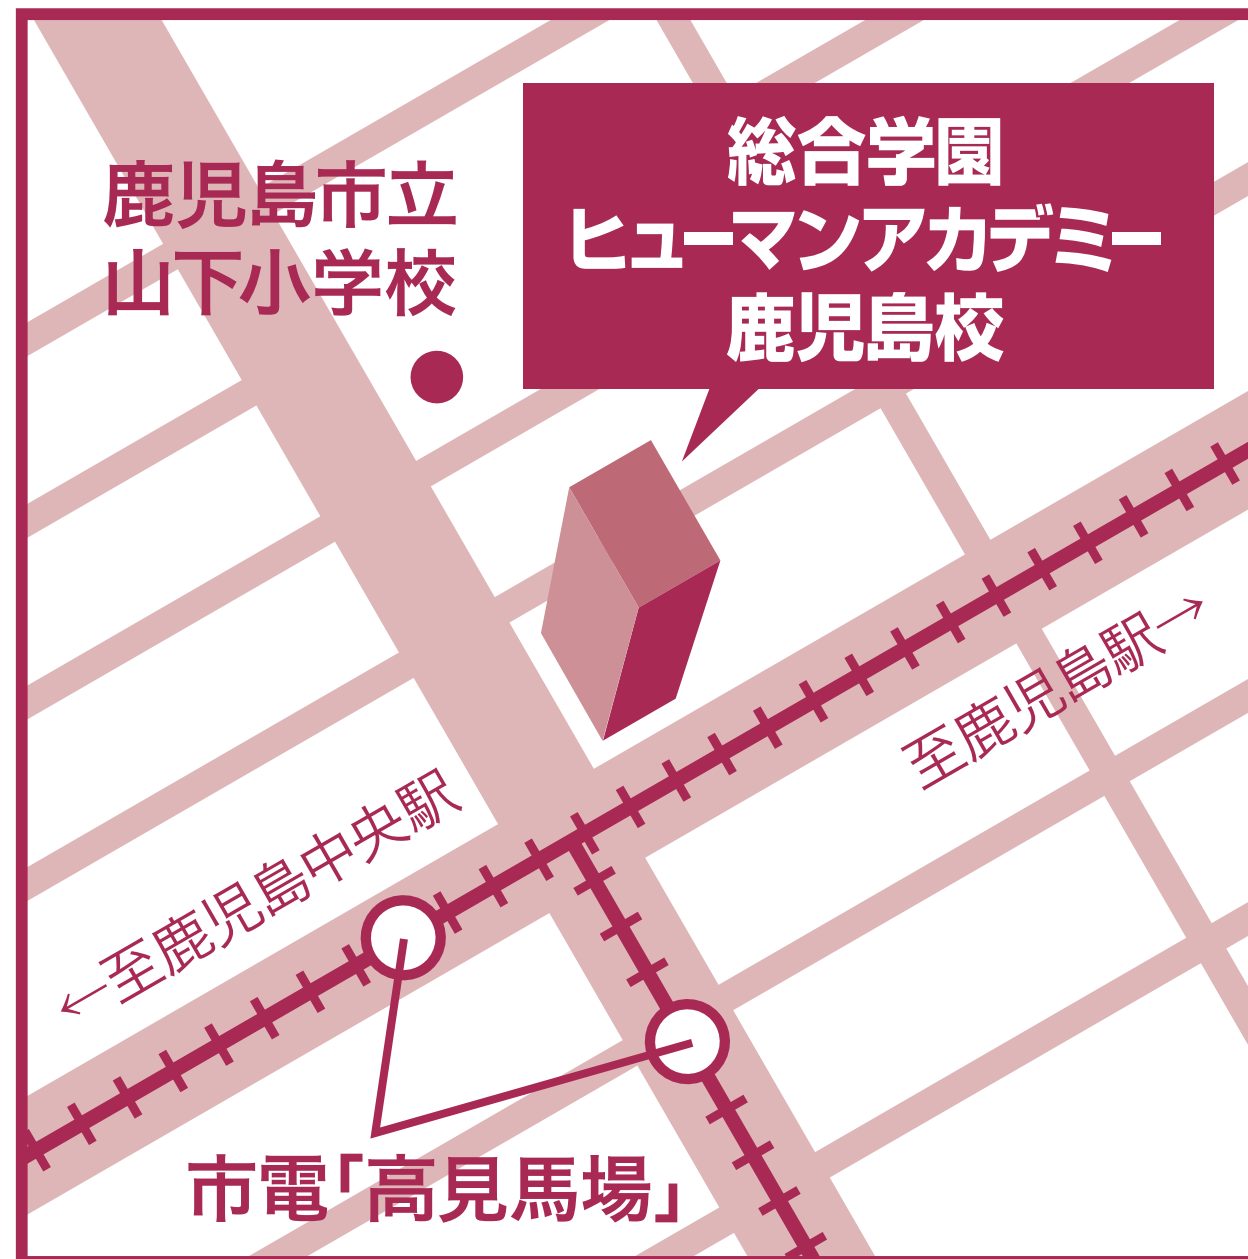 総合学園
ヒューマンアカデミー
鹿児島校
鹿児島市立
山下小学校
至鹿児島駅→
←至鹿児島中央駅
市電「高見馬場」